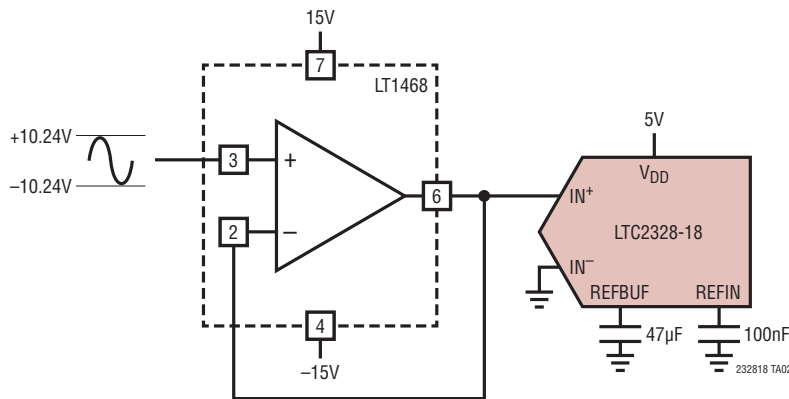 15V
7
LT1468
+10.24V
–10.24V
3
+
2
–
6
4
–15V
5V
VDD
IN+
LTC2328-18
IN–
REFBUF
REFIN
47µF
100nF
232818 TA02